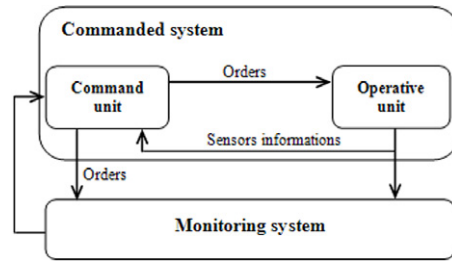 Commanded system
Orders
Command
unit
Operative
unit
Sensors informations
Orders
Monitoring system